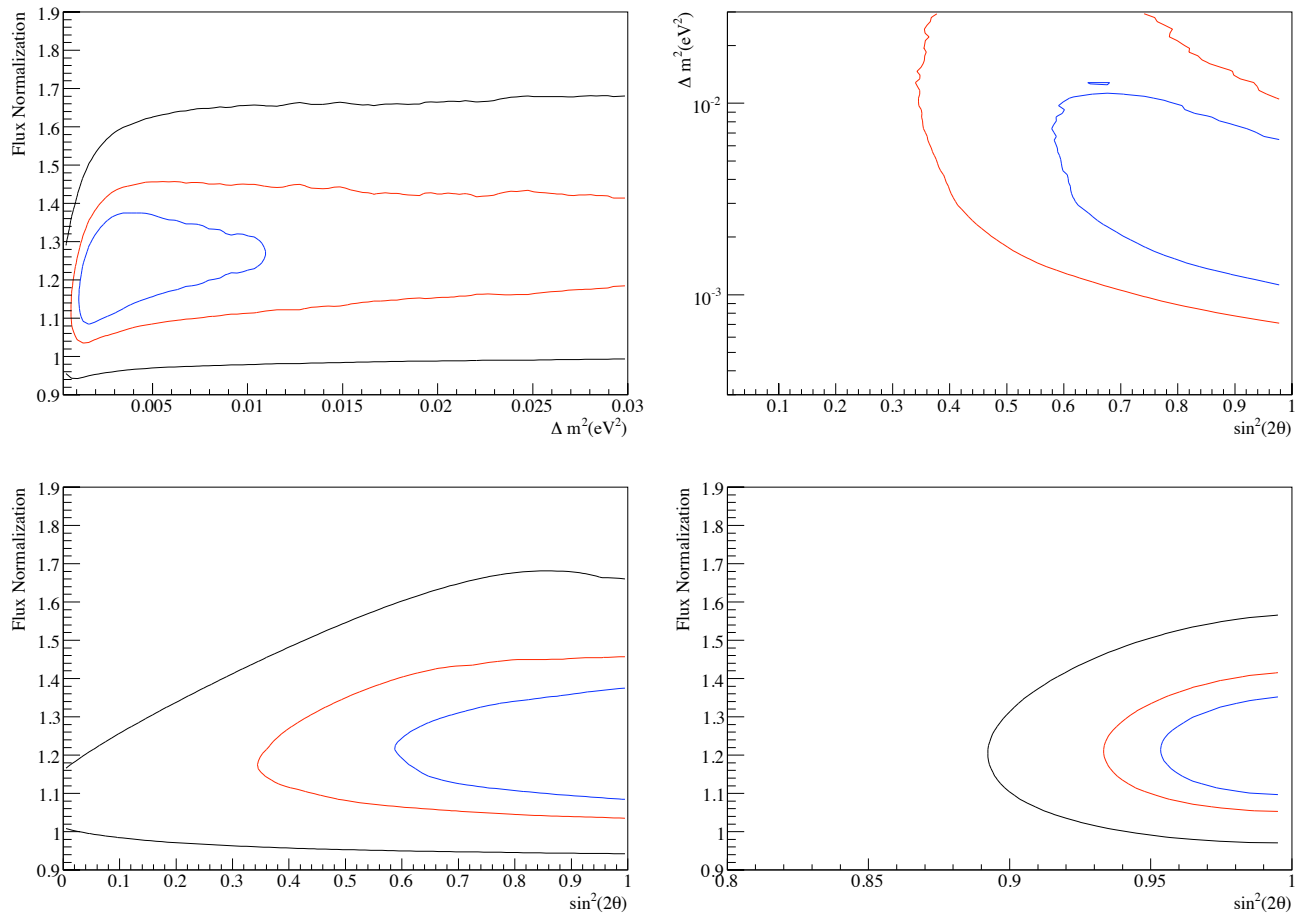 Flux Normalization
1.9
1.8
1.7
1.6
1.5
1.4
1.3
1.2
1.1
1
0.9
0.005 0.01 0.015 0.02 0.025 0.03
Δ m²(eV²)
Δ m²(eV²)
10⁻²
10⁻³
0.1 0.2 0.3 0.4 0.5 0.6 0.7 0.8 0.9 1
sin²(2θ)
Flux Normalization
1.9
1.8
1.7
1.6
1.5
1.4
1.3
1.2
1.1
1
0.9
0 0.1 0.2 0.3 0.4 0.5 0.6 0.7 0.8 0.9 1
sin²(2θ)
Flux Normalization
1.9
1.8
1.7
1.6
1.5
1.4
1.3
1.2
1.1
1
0.9
0.8 0.85 0.9 0.95 1
sin²(2θ)